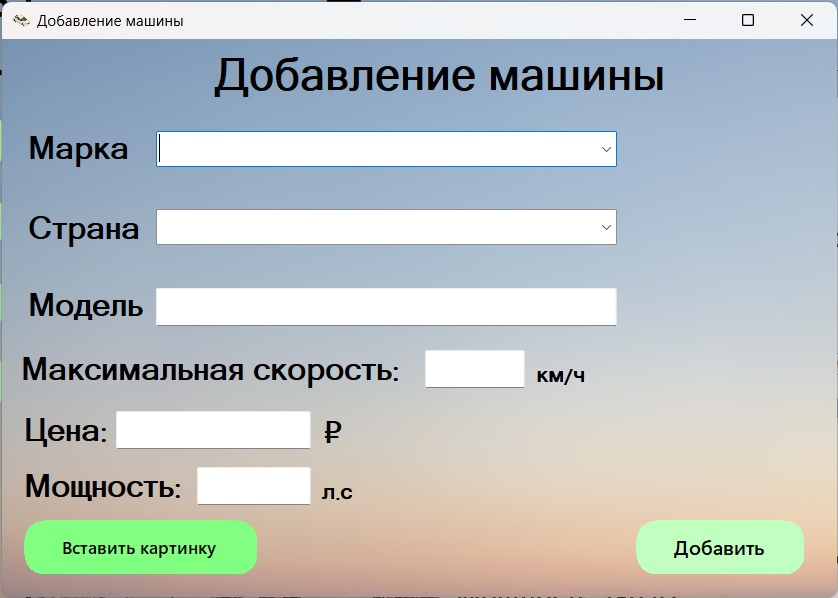 Добавление машины
Добавление машины
Марка
Страна
Модель
Максимальная скорость: км/ч
Цена: ₽
Мощность: л.с
Вставить картинку Добавить